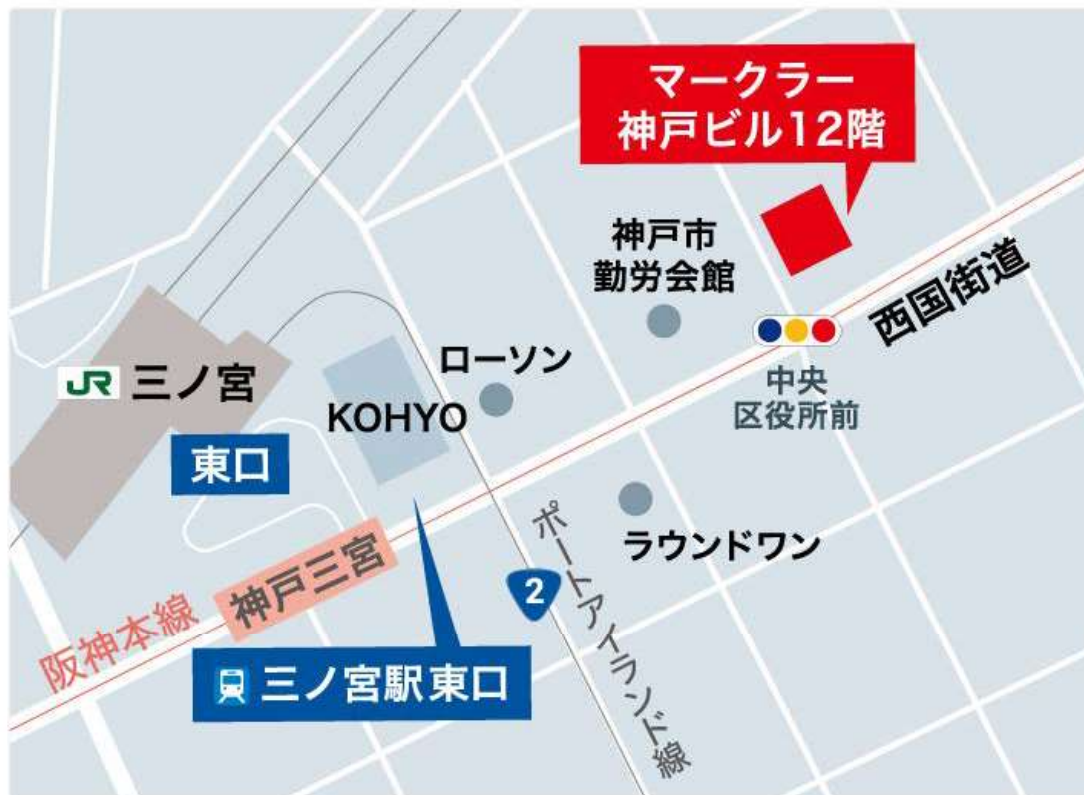 マークラー
神戸ビル12階
神戸市
勤労会館
西国街道
ローソン
中央
区役所前
JR 三ノ宮
KOHYO
東口
ラウンドワン
ポートアイランド線
2
神戸三宮
阪神本線
三ノ宮駅東口